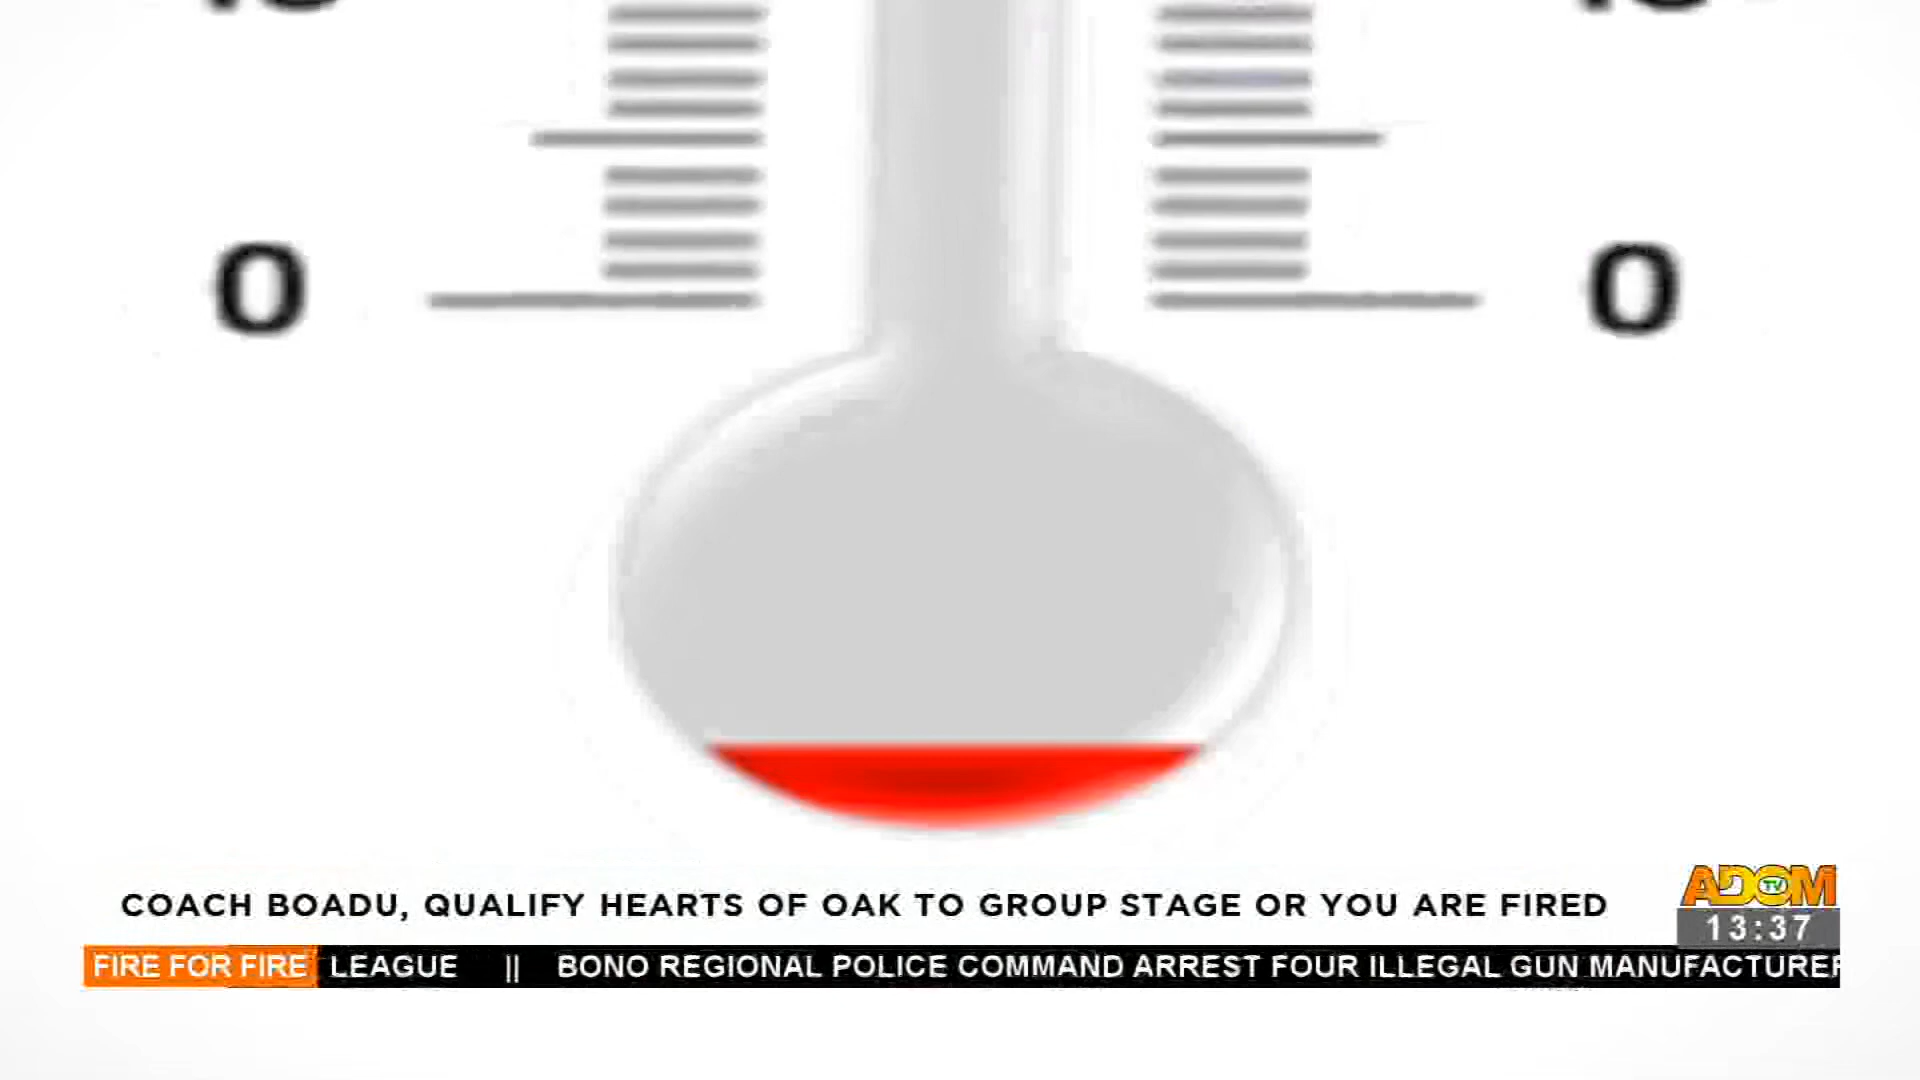 0 0
COACH BOADU, QUALIFY HEARTS OF OAK TO GROUP STAGE OR YOU ARE FIRED
ADOM
TV
13:37
FIRE FOR FIRE LEAGUE || BONO REGIONAL POLICE COMMAND ARREST FOUR ILLEGAL GUN MANUFACTURER